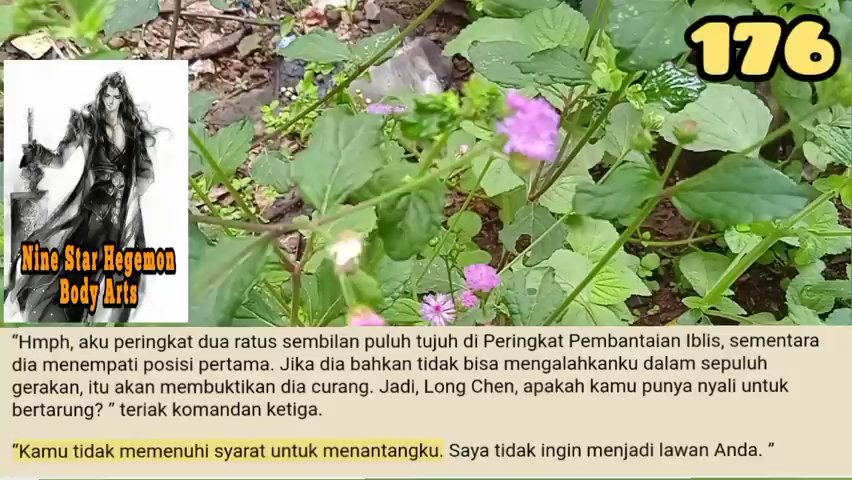 176
Nine Star Hegemon
Body Arts
“Hmph, aku peringkat dua ratus sembilan puluh tujuh di Peringkat Pembantaian Iblis, sementara
dia menempati posisi pertama. Jika dia bahkan tidak bisa mengalahkanku dalam sepuluh
gerakan, itu akan membuktikan dia curang. Jadi, Long Chen, apakah kamu punya nyali untuk
bertarung? ” teriak komandan ketiga.
“Kamu tidak memenuhi syarat untuk menantangku. Saya tidak ingin menjadi lawan Anda. ”